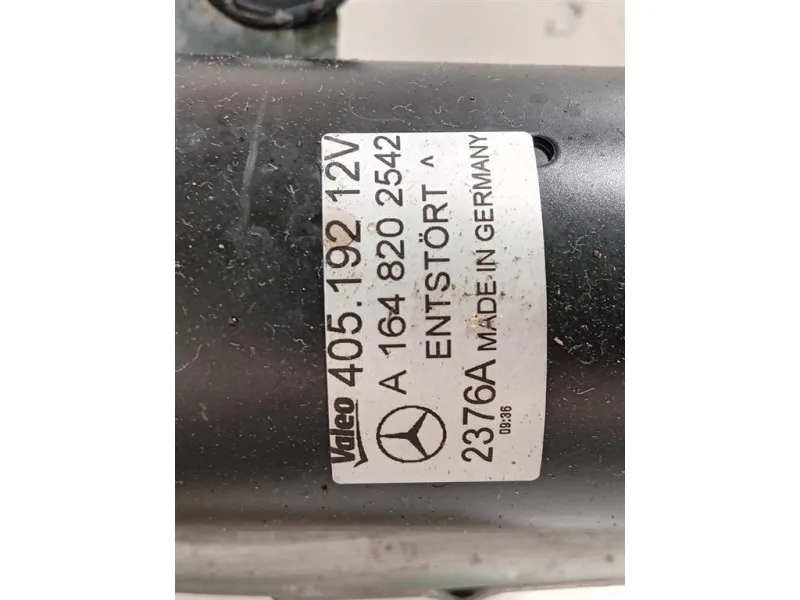 Valeo 405.192 12V
A 164 820 2542
ENTSTÖRT ^
2376A MADE IN GERMANY
09:36